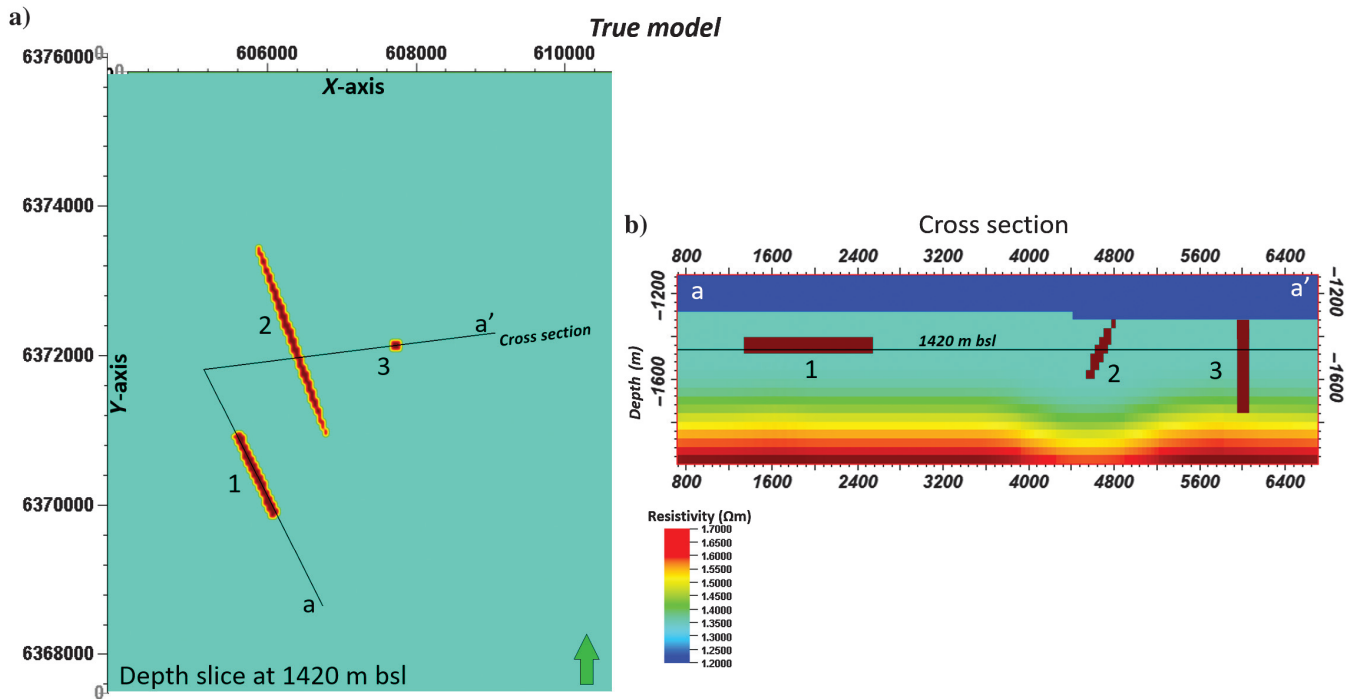 a)
True model
6376000
0
0
606000
608000
610000
X-axis
6374000
2
a'
Cross section
3
6372000
Y-axis
1
6370000
a
6368000
0
Depth slice at 1420 m bsl
b)
Cross section
800 1600 2400 3200 4000 4800 5600 6400
−1200
a
a'
−1200
1420 m bsl
1
2
3
Depth (m)
−1600
−1600
800 1600 2400 3200 4000 4800 5600 6400
Resistivity (Ωm)
1.7000
1.6500
1.6000
1.5500
1.5000
1.4500
1.4000
1.3500
1.3000
1.2500
1.2000